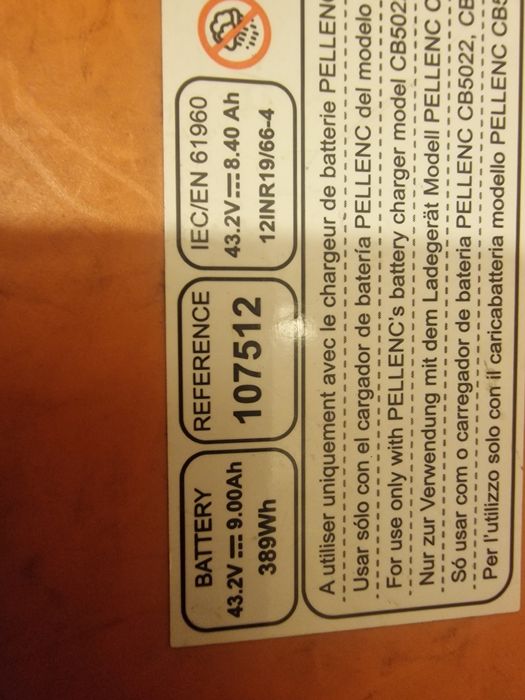 BATTERY
43.2V⎓9.00Ah
389Wh
REFERENCE
107512
IEC/EN 61960
43.2V⎓8.40 Ah
12INR19/66-4
A utiliser uniquement avec le chargeur de batterie PELLENC
Usar sólo con el cargador de batería PELLENC del modelo
For use only with PELLENC's battery charger model CB502
Nur zur Verwendung mit dem Ladegerät Modell PELLENC C
Só usar com o carregador de bateria PELLENC CB5022, CB
Per l'utilizzo solo con il caricabatteria modello PELLENC CB5